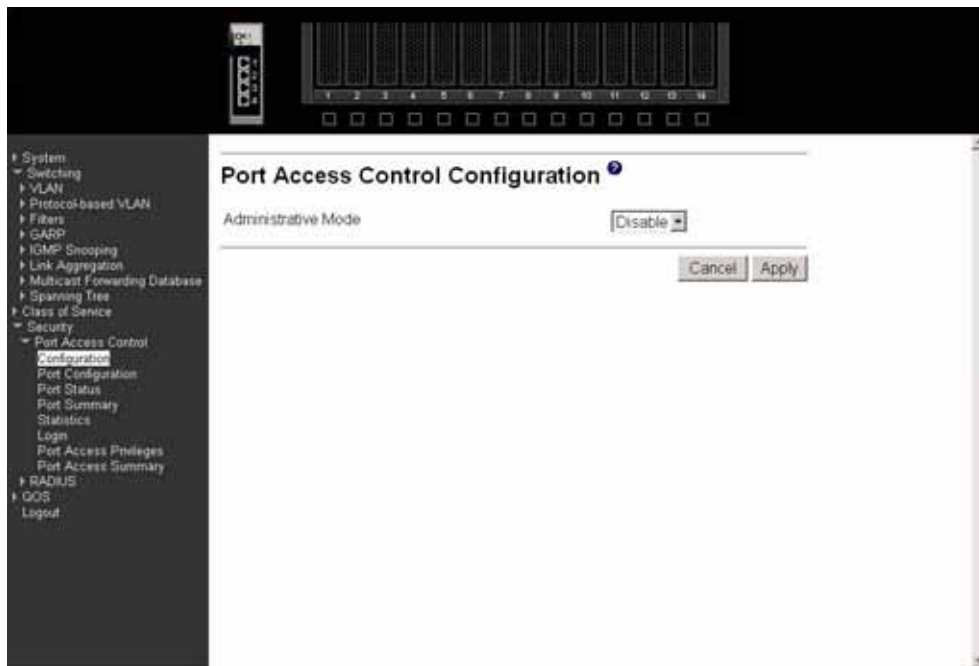 1 2 3 4 5 6 7 8 9 10 11 12 13 14
System
Switching
VLAN
Protocol-based VLAN
Filters
GARP
IGMP Snooping
Link Aggregation
Multicast Forwarding Database
Spanning Tree
Class of Service
Security
Port Access Control
Configuration
Port Configuration
Port Status
Port Summary
Statistics
Login
Port Access Privileges
Port Access Summary
RADIUS
QOS
Logout
Port Access Control Configuration ?
Administrative Mode Disable
Cancel Apply